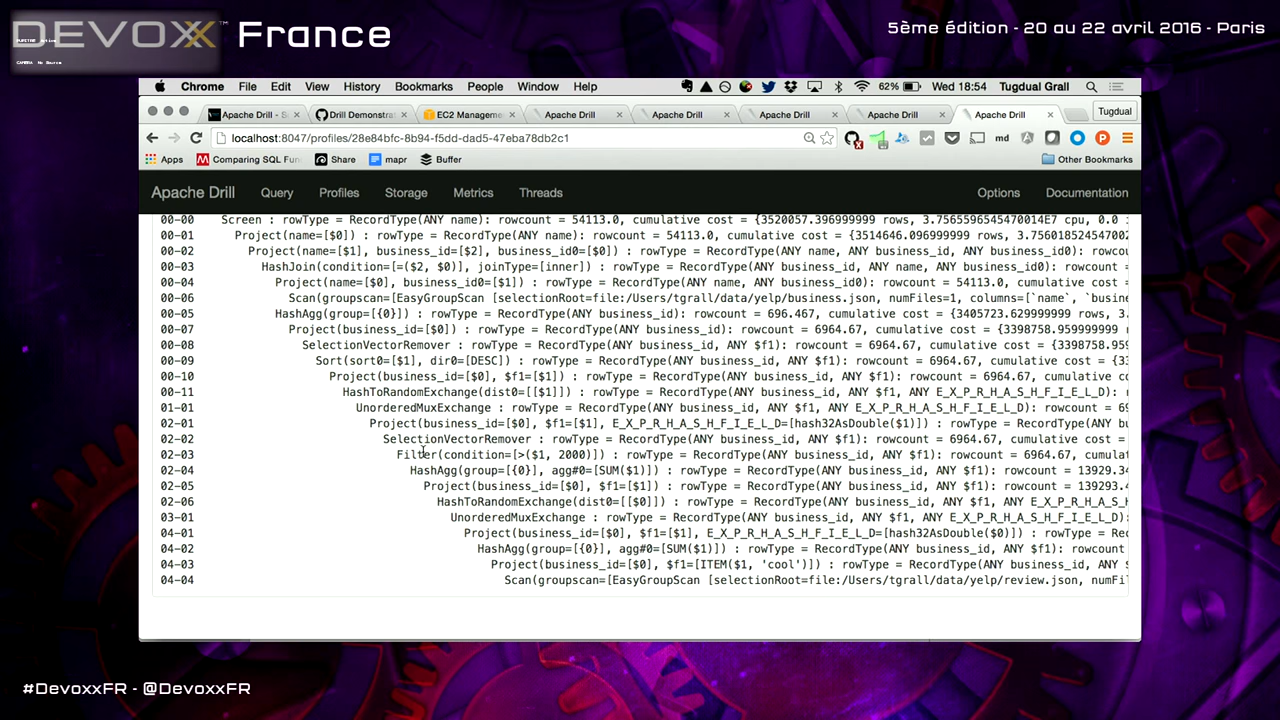 DEVOXX™ France
5ème édition - 20 au 22 avril 2016 - Paris
Chrome File Edit View History Bookmarks People Window Help 62% Wed 18:54 Tugdual Grall
Apache Drill - S Drill Demonstra EC2 Manageme Apache Drill Apache Drill Apache Drill Apache Drill Apache Drill Tugdual
localhost:8047/profiles/28e84bfc-8b94-f5dd-dad5-47eba78db2c1 md
Apps Comparing SQL Fun Share mapr Buffer Other Bookmarks
Apache Drill Query Profiles Storage Metrics Threads Options Documentation
00-00 Screen : rowType = RecordType(ANY name): rowcount = 54113.0, cumulative cost = {3520057.396999999 rows, 3.7565596545470014E7 cpu, 0.0 i
00-01 Project(name=[$0]) : rowType = RecordType(ANY name): rowcount = 54113.0, cumulative cost = {3514646.096999999 rows, 3.7560185245470
00-02 Project(name=[$1], business_id=[$2], business_id0=[$0]) : rowType = RecordType(ANY name, ANY business_id, ANY business_id0): rowcou
00-03 HashJoin(condition=[=($2, $0)], joinType=[inner]) : rowType = RecordType(ANY business_id, ANY name, ANY business_id0): rowcount =
00-04 Project(name=[$0], business_id0=[$1]) : rowType = RecordType(ANY name, ANY business_id0): rowcount = 54113.0, cumulative cost =
00-06 Scan(groupscan=[EasyGroupScan [selectionRoot=file:/Users/tgrall/data/yelp/business.json, numFiles=1, columns=[`name`, `busine
00-05 HashAgg(group=[{0}]) : rowType = RecordType(ANY business_id): rowcount = 696.467, cumulative cost = {3405723.629999999 rows, 3.
00-07 Project(business_id=[$0]) : rowType = RecordType(ANY business_id): rowcount = 6964.67, cumulative cost = {3398758.959999999
00-08 SelectionVectorRemover : rowType = RecordType(ANY business_id, ANY $f1): rowcount = 6964.67, cumulative cost = {3398758.959
00-09 Sort(sort0=[$1], dir0=[DESC]) : rowType = RecordType(ANY business_id, ANY $f1): rowcount = 6964.67, cumulative cost = {33
00-10 Project(business_id=[$0], $f1=[$1]) : rowType = RecordType(ANY business_id, ANY $f1): rowcount = 6964.67, cumulative co
00-11 HashToRandomExchange(dist0=[[$1]]) : rowType = RecordType(ANY business_id, ANY $f1, ANY E_X_P_R_H_A_S_H_F_I_E_L_D): r
01-01 UnorderedMuxExchange : rowType = RecordType(ANY business_id, ANY $f1, ANY E_X_P_R_H_A_S_H_F_I_E_L_D): rowcount = 69
02-01 Project(business_id=[$0], $f1=[$1], E_X_P_R_H_A_S_H_F_I_E_L_D=[hash32AsDouble($1)]) : rowType = RecordType(ANY bu
02-02 SelectionVectorRemover : rowType = RecordType(ANY business_id, ANY $f1): rowcount = 6964.67, cumulative cost =
02-03 Filter(condition=[>($1, 2000)]) : rowType = RecordType(ANY business_id, ANY $f1): rowcount = 6964.67, cumulat
02-04 HashAgg(group=[{0}], agg#0=[SUM($1)]) : rowType = RecordType(ANY business_id, ANY $f1): rowcount = 13929.34
02-05 Project(business_id=[$0], $f1=[$1]) : rowType = RecordType(ANY business_id, ANY $f1): rowcount = 139293.4
02-06 HashToRandomExchange(dist0=[[$0]]) : rowType = RecordType(ANY business_id, ANY $f1, ANY E_X_P_R_H_A_S_H
03-01 UnorderedMuxExchange : rowType = RecordType(ANY business_id, ANY $f1, ANY E_X_P_R_H_A_S_H_F_I_E_L_D):
04-01 Project(business_id=[$0], $f1=[$1], E_X_P_R_H_A_S_H_F_I_E_L_D=[hash32AsDouble($0)]) : rowType = Rec
04-02 HashAgg(group=[{0}], agg#0=[SUM($1)]) : rowType = RecordType(ANY business_id, ANY $f1): rowcount
04-03 Project(business_id=[$0], $f1=[ITEM($1, 'cool')]) : rowType = RecordType(ANY business_id, ANY $
04-04 Scan(groupscan=[EasyGroupScan [selectionRoot=file:/Users/tgrall/data/yelp/review.json, numFil
#DevoxxFR - @DevoxxFR